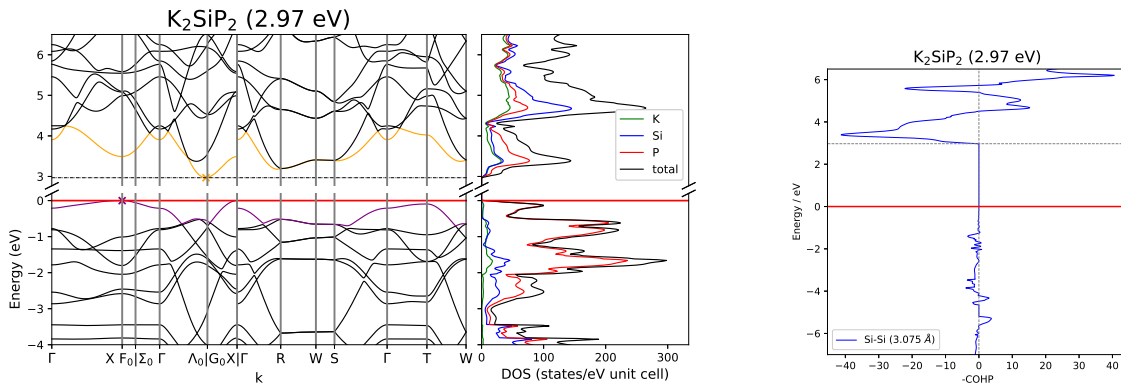 K₂SiP₂ (2.97 eV)
Energy (eV)
6
5
4
3
0
−1
−2
−3
−4
Γ X F₀|Σ₀ Γ Λ₀|G₀X|Γ R W S Γ T W
k
K
Si
P
total
0 100 200 300
DOS (states/eV unit cell)
K₂SiP₂ (2.97 eV)
Energy / eV
6
4
2
0
−2
−4
−6
Si-Si (3.075 Å)
−40 −30 −20 −10 0 10 20 30 40
-COHP